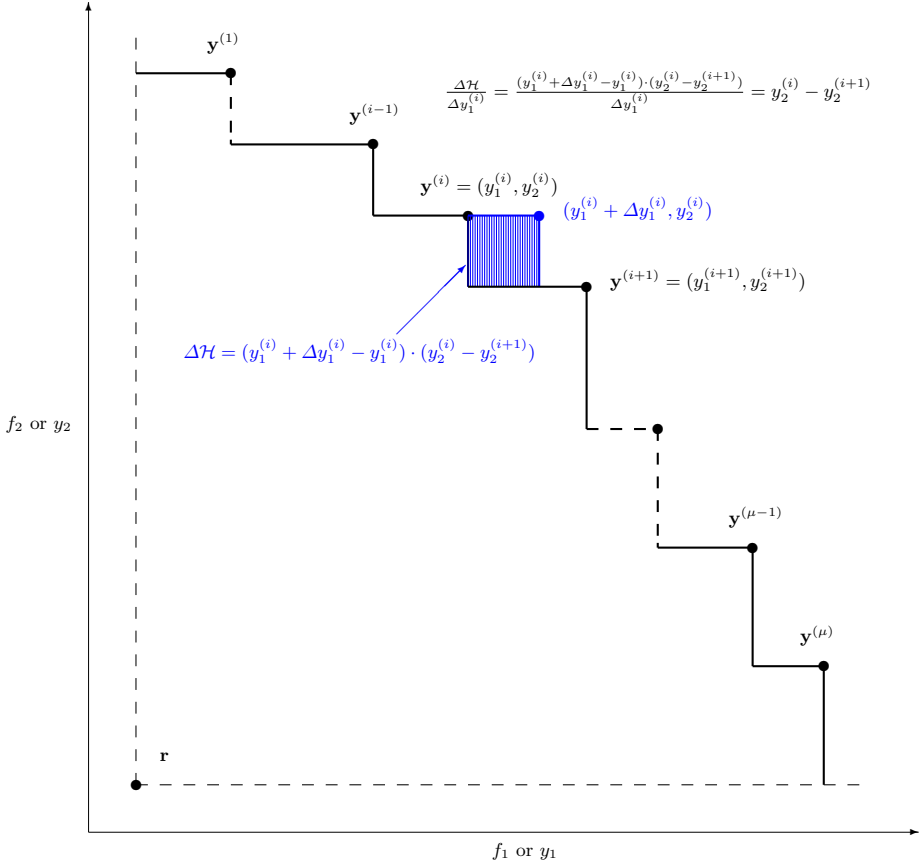 y^{(1)}
\frac{Δℋ}{Δy_1^{(i)}} = \frac{(y_1^{(i)}+Δy_1^{(i)}−y_1^{(i)})·(y_2^{(i)}−y_2^{(i+1)})}{Δy_1^{(i)}} = y_2^{(i)} − y_2^{(i+1)}
y^{(i−1)}
y^{(i)} = (y_1^{(i)}, y_2^{(i)})
(y_1^{(i)} + Δy_1^{(i)}, y_2^{(i)})
y^{(i+1)} = (y_1^{(i+1)}, y_2^{(i+1)})
Δℋ = (y_1^{(i)} + Δy_1^{(i)} − y_1^{(i)}) · (y_2^{(i)} − y_2^{(i+1)})
f_2 or y_2
y^{(μ−1)}
y^{(μ)}
r
f_1 or y_1